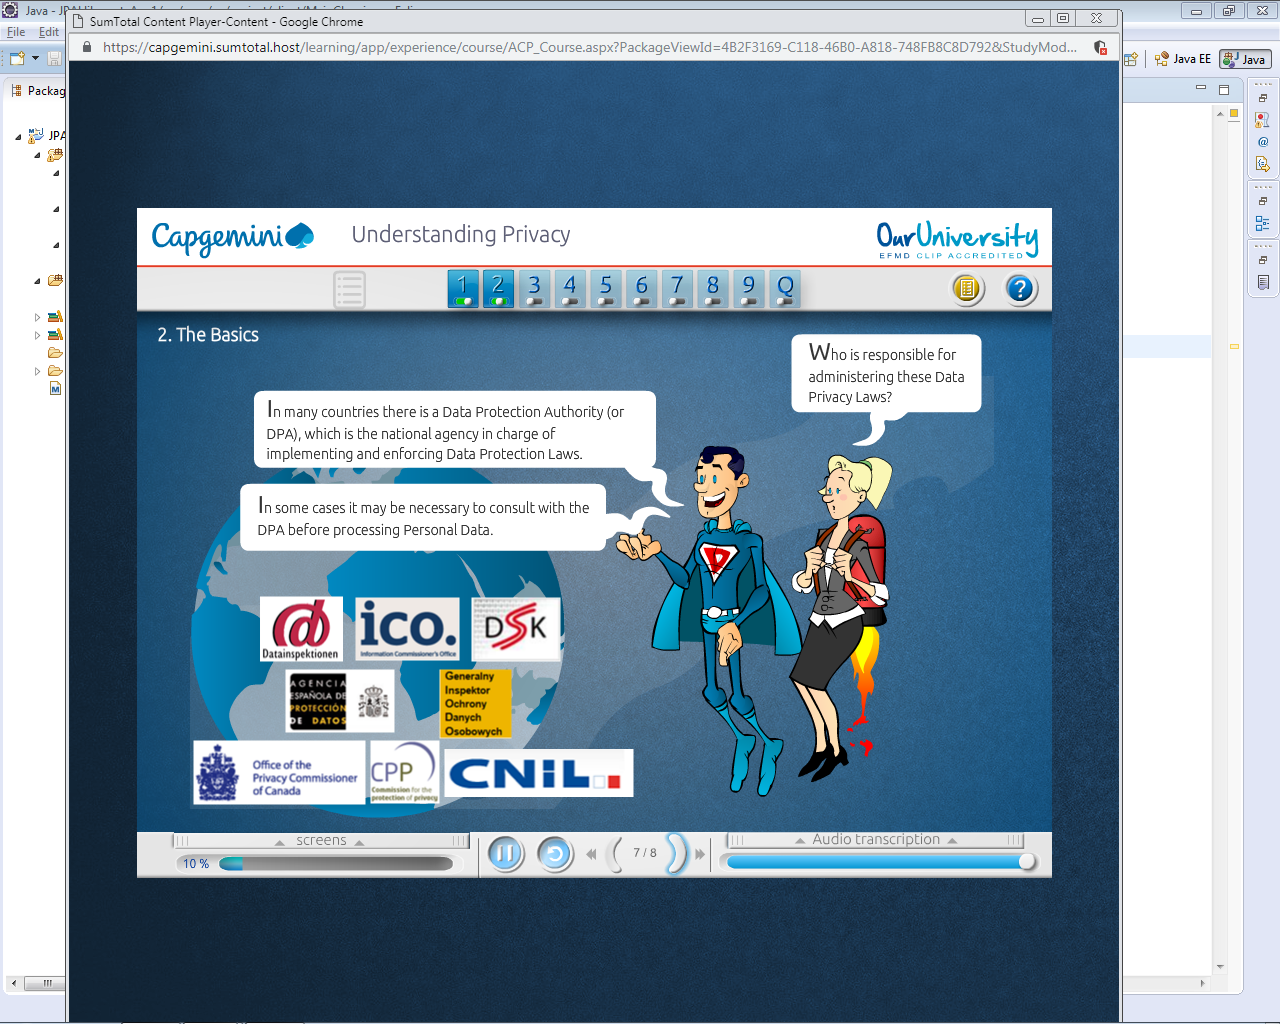 Java -
SumTotal Content Player-Content - Google Chrome
File Edit
https://capgemini.sumtotal.host/learning/app/experience/course/ACP_Course.aspx?PackageViewId=4B2F3169-C118-46B0-A818-748FB8C8D792&StudyMod...
Java EE
Java
Packag
JPA
Capgemini
Understanding Privacy
OurUniversity
EFMD CLIP ACCREDITED
1 2 3 4 5 6 7 8 9 Q
?
2. The Basics
Who is responsible for
administering these Data
Privacy Laws?
In many countries there is a Data Protection Authority (or
DPA), which is the national agency in charge of
implementing and enforcing Data Protection Laws.
In some cases it may be necessary to consult with the
DPA before processing Personal Data.
D
Datainspektionen
ico.
Information Commissioner's Office
DSK
AGENCIA
ESPAÑOLA DE
PROTECCIÓN
DE DATOS
Generalny
Inspektor
Ochrony
Danych
Osobowych
Office of the
Privacy Commissioner
of Canada
CPP
Commission for the
protection of privacy
CNIL
screens
10 %
7 / 8
Audio transcription